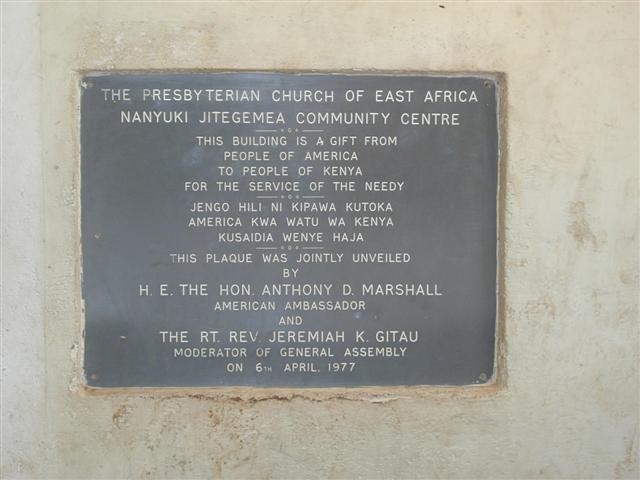 THE PRESBYTERIAN CHURCH OF EAST AFRICA
NANYUKI JITEGEMEA COMMUNITY CENTRE
THIS BUILDING IS A GIFT FROM
PEOPLE OF AMERICA
TO PEOPLE OF KENYA
FOR THE SERVICE OF THE NEEDY
JENGO HILI NI KIPAWA KUTOKA
AMERICA KWA WATU WA KENYA
KUSAIDIA WENYE HAJA
THIS PLAQUE WAS JOINTLY UNVEILED
BY
H. E. THE HON. ANTHONY D. MARSHALL
AMERICAN AMBASSADOR
AND
THE RT. REV. JEREMIAH K. GITAU
MODERATOR OF GENERAL ASSEMBLY
ON 6TH APRIL, 1977